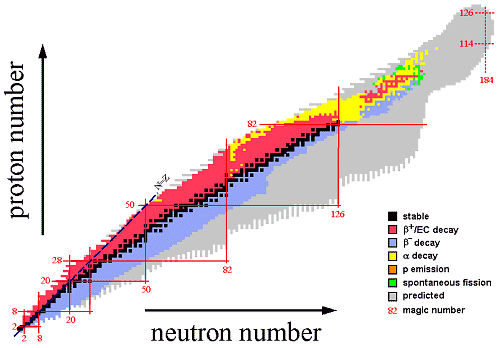 126
114
184
proton number
82
N=Z
50
126
28
82
20
50
8
20
2
2
8
neutron number
stable
β+/EC decay
β- decay
α decay
p emission
spontaneous fission
predicted
82 magic number